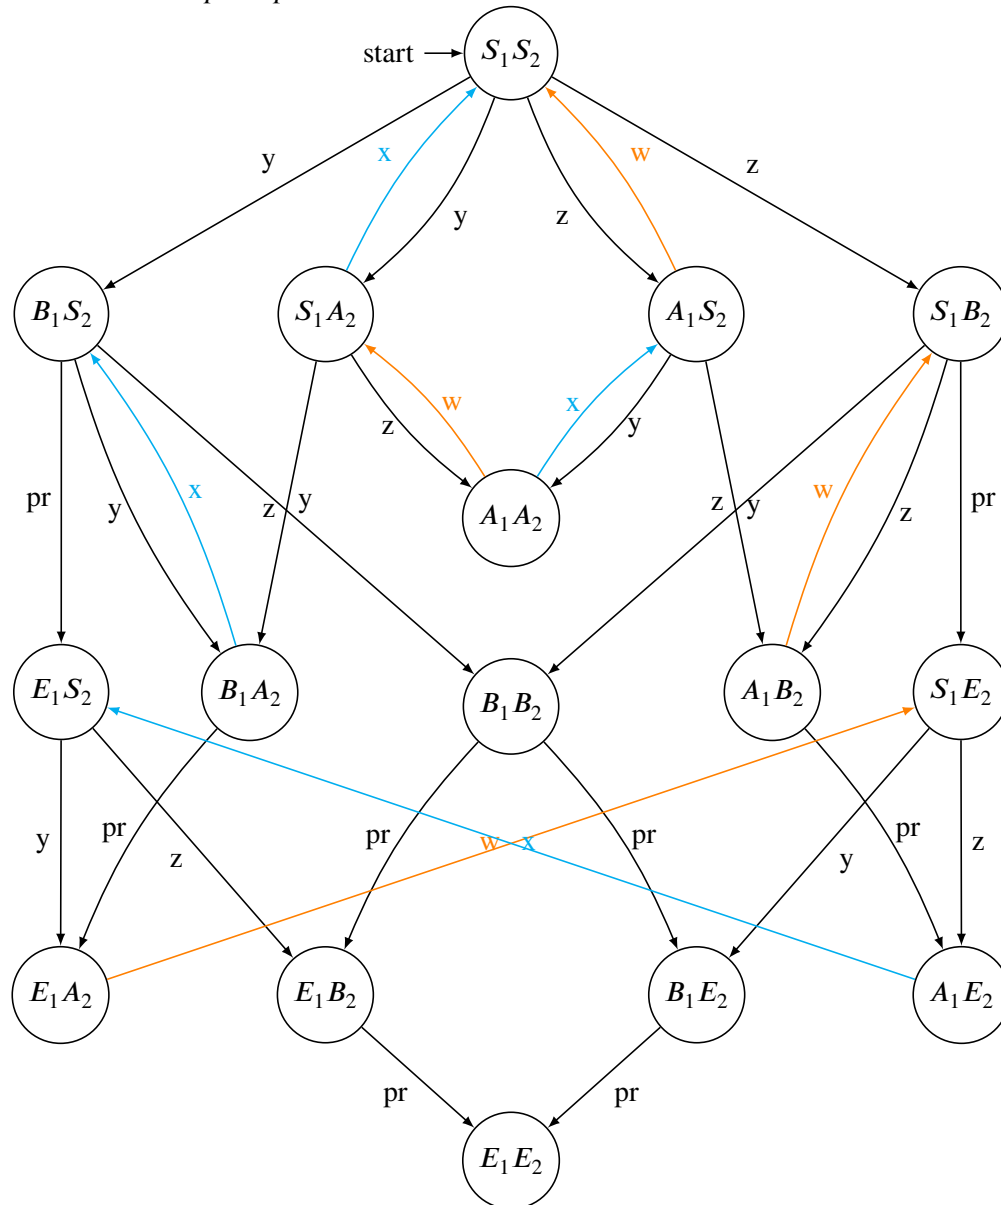 start S₁S₂
x w
y z
y z
B₁S₂ S₁A₂ A₁S₂ S₁B₂
w x
z y
pr y x z y A₁A₂ z y w z pr
E₁S₂ B₁A₂ B₁B₂ A₁B₂ S₁E₂
y pr z pr w x pr y pr z
E₁A₂ E₁B₂ B₁E₂ A₁E₂
pr pr
E₁E₂